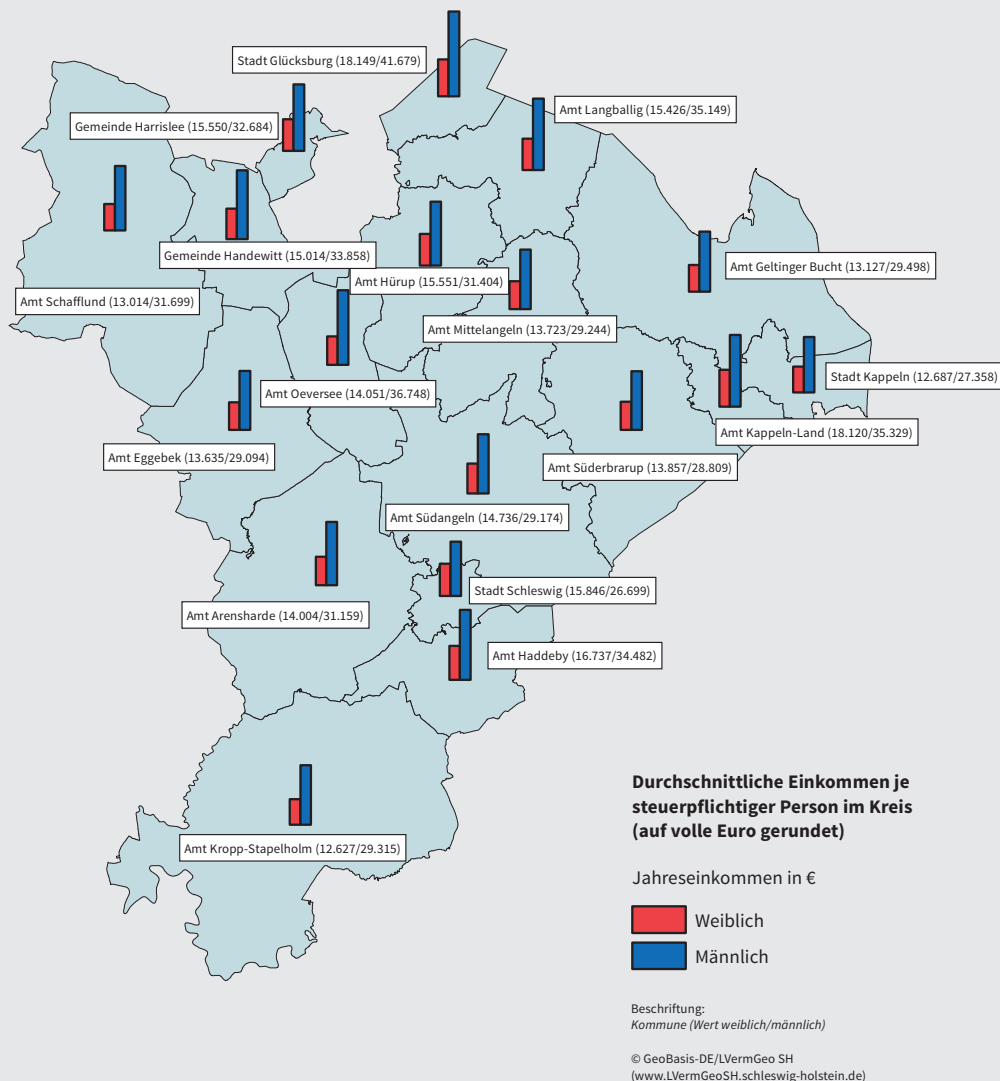 Stadt Glücksburg (18.149/41.679)
Amt Langballig (15.426/35.149)
Gemeinde Harrislee (15.550/32.684)
Gemeinde Handewitt (15.014/33.858)
Amt Geltinger Bucht (13.127/29.498)
Amt Hürup (15.551/31.404)
Amt Schafflund (13.014/31.699)
Amt Mittelangeln (13.723/29.244)
Stadt Kappeln (12.687/27.358)
Amt Oeversee (14.051/36.748)
Amt Kappeln-Land (18.120/35.329)
Amt Eggebek (13.635/29.094)
Amt Süderbrarup (13.857/28.809)
Amt Südangeln (14.736/29.174)
Stadt Schleswig (15.846/26.699)
Amt Arensharde (14.004/31.159)
Amt Haddeby (16.737/34.482)
Amt Kropp-Stapelholm (12.627/29.315)
Durchschnittliche Einkommen je
steuerpflichtiger Person im Kreis
(auf volle Euro gerundet)
Jahreseinkommen in €
Weiblich
Männlich
Beschriftung:
Kommune (Wert weiblich/männlich)
© GeoBasis-DE/LVermGeo SH
(www.LVermGeoSH.schleswig-holstein.de)